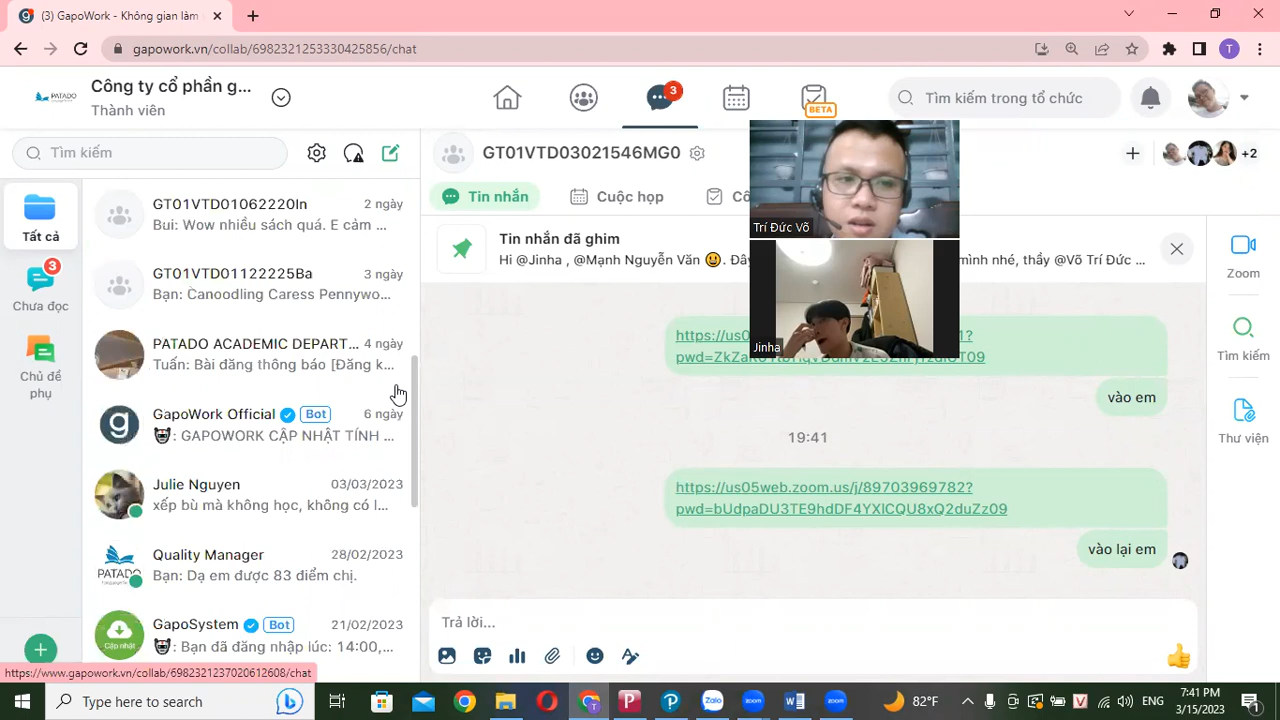 (3) GapoWork - Không gian làm
gapowork.vn/collab/6982321253330425856/chat
T
PATADO
Công ty cổ phần g...
Thành viên
3
BETA
Tìm kiếm trong tổ chức
Tìm kiếm
Tất cả
3
Chưa đọc
Chủ đề
phụ
GT01VTD01062220In
2 ngày
Bui: Wow nhiều sách quá. E cảm ...
GT01VTD01122225Ba
3 ngày
Bạn: Canoodling Caress Pennywo...
PATADO ACADEMIC DEPART...
4 ngày
Tuấn: Bài đăng thông báo [Đăng k...
GapoWork Official
Bot
6 ngày
: GAPOWORK CẬP NHẬT TÍNH ...
Julie Nguyen
03/03/2023
xếp bù mà không học, không có l...
Quality Manager
28/02/2023
Bạn: Dạ em được 83 điểm chị.
GapoSystem
Bot
21/02/2023
Cập nhật
: Bạn đã đăng nhập lúc: 14:00,
https://www.gapowork.vn/collab/6982321237020612608/chat
GT01VTD03021546MG0
+2
Tin nhắn
Cuộc họp
Tin nhắn đã ghim
Hi @Jinha , @Mạnh Nguyễn Văn
mình nhé, thầy @Võ Trí Đức ...
Trí Đức Võ
Jinha
vào em
19:41
https://us05web.zoom.us/j/89703969782?
pwd=bUdpaDU3TE9hdDF4YXlCQU8xQ2duZz09
vào lại em
Trả lời...
Zoom
Tìm kiếm
Thư viện
Type here to search
Zalo
82°F
ENG
7:41 PM
3/15/2023